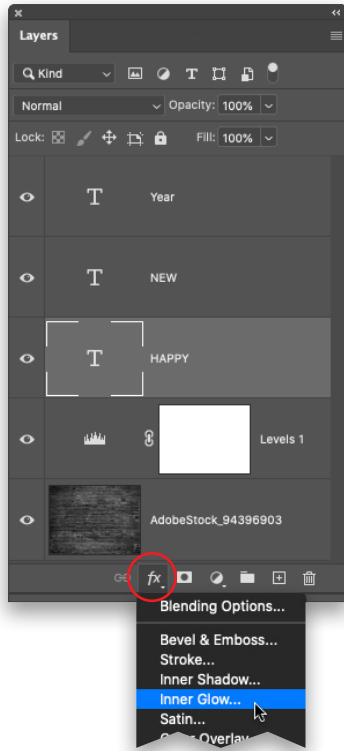 Layers
Kind
T
Normal Opacity: 100%
Lock: Fill: 100%
T Year
T NEW
T HAPPY
Levels 1
AdobeStock_94396903
fx
Blending Options...
Bevel & Emboss...
Stroke...
Inner Shadow...
Inner Glow...
Satin...
Overlay